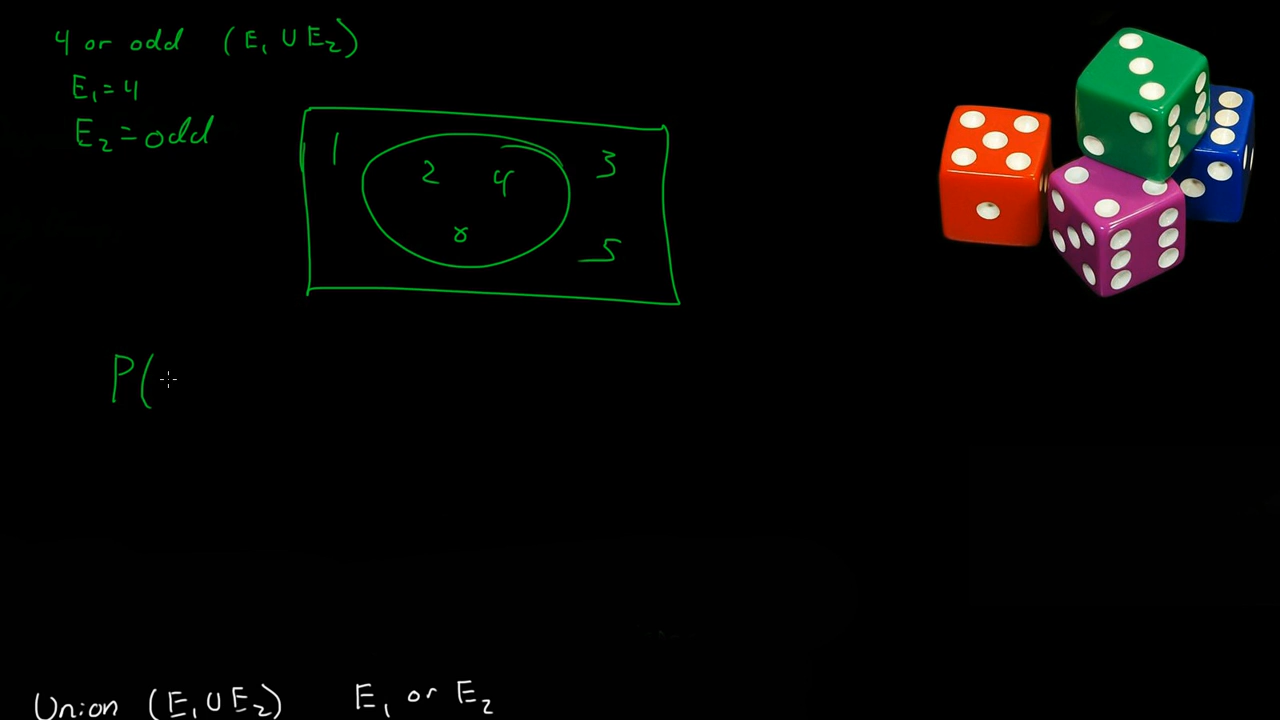 4 or odd (E₁ ∪ E₂)
E₁ = 4
E₂ = odd
1 2 4 3
5
P(
Union (E₁ ∪ E₂) E₁ or E₂